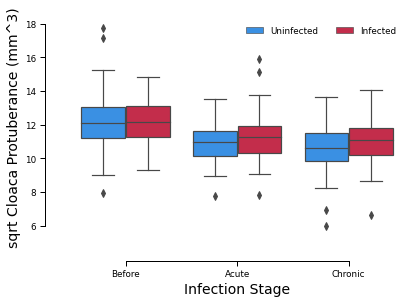 Uninfected Infected
18
16
14
12
10
8
6
sqrt Cloaca Protuberance (mm^3)
Before Acute Chronic
Infection Stage